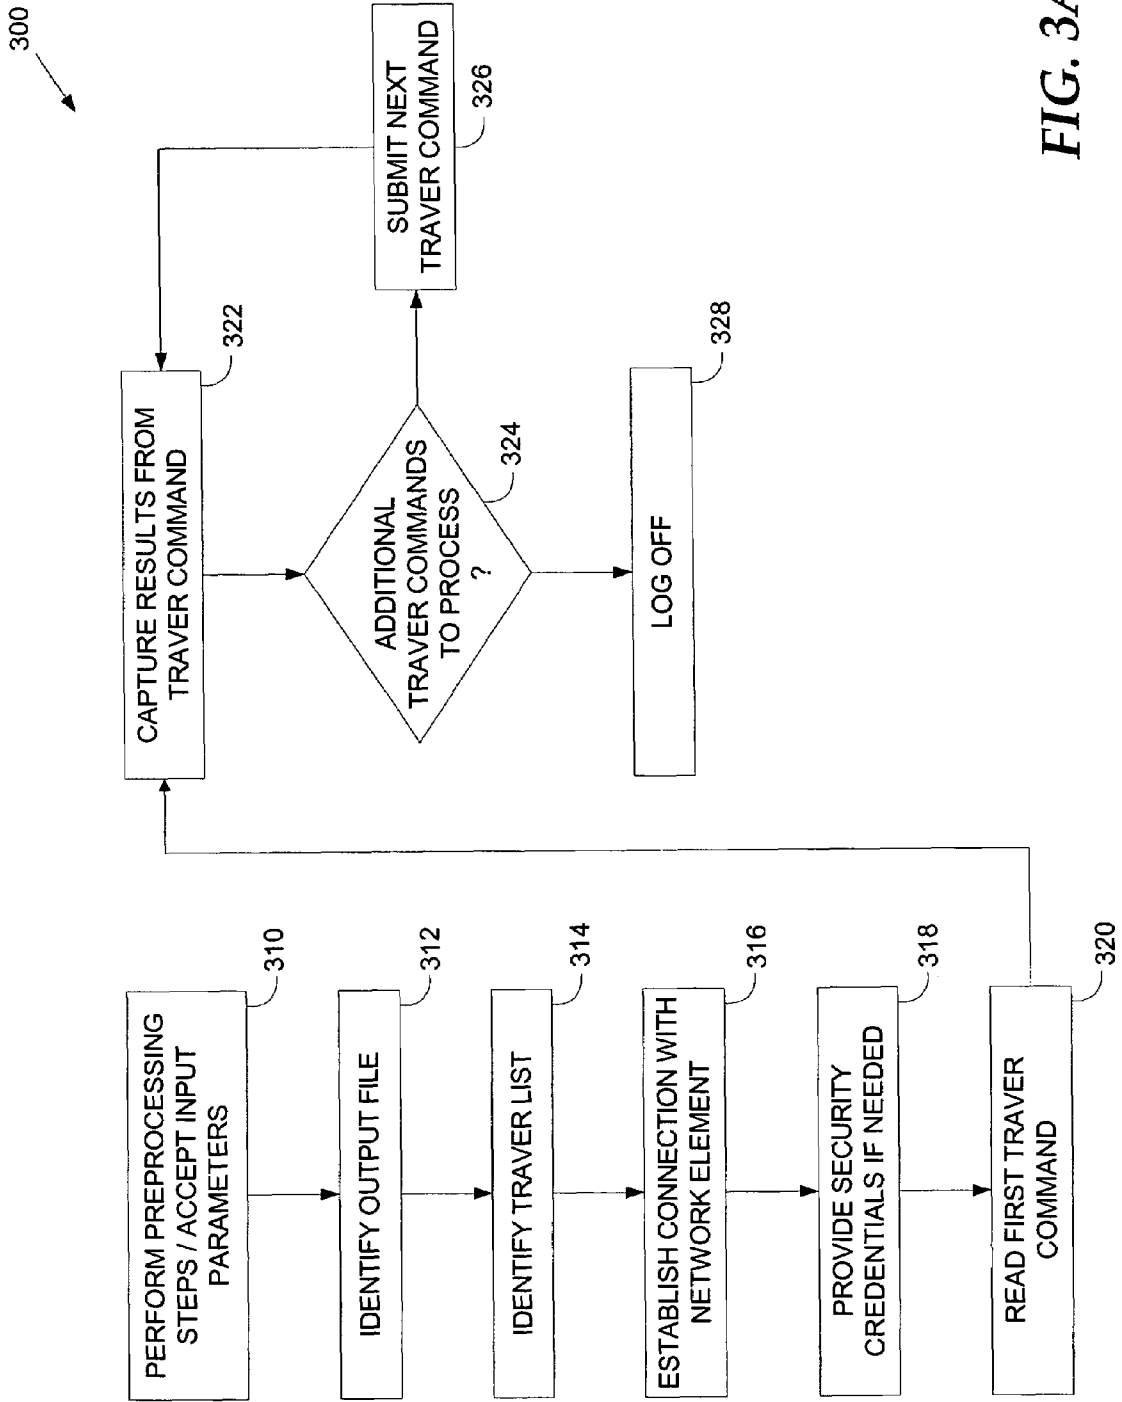 300
PERFORM PREPROCESSING
STEPS / ACCEPT INPUT
PARAMETERS
310
IDENTIFY OUTPUT FILE
312
IDENTIFY TRAVER LIST
314
ESTABLISH CONNECTION WITH
NETWORK ELEMENT
316
PROVIDE SECURITY
CREDENTIALS IF NEEDED
318
READ FIRST TRAVER
COMMAND
320
CAPTURE RESULTS FROM
TRAVER COMMAND
322
ADDITIONAL
TRAVER COMMANDS
TO PROCESS
?
324
SUBMIT NEXT
TRAVER COMMAND
326
LOG OFF
328
FIG. 3A